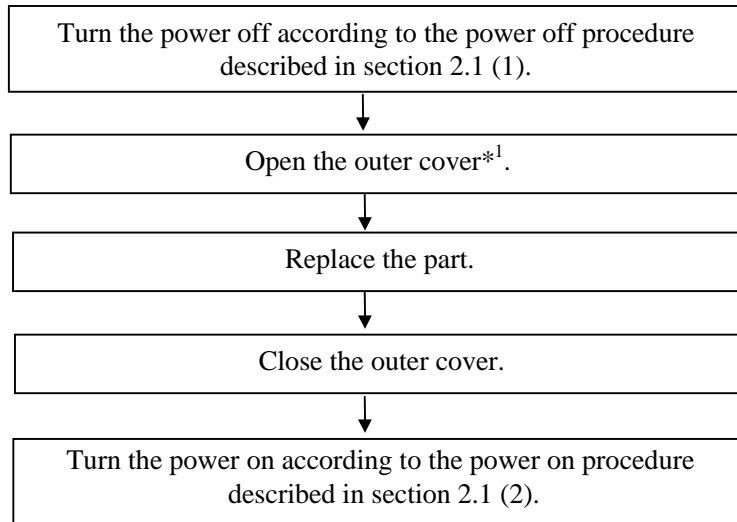 Turn the power off according to the power off procedure
described in section 2.1 (1).
Open the outer cover*1.
Replace the part.
Close the outer cover.
Turn the power on according to the power on procedure
described in section 2.1 (2).